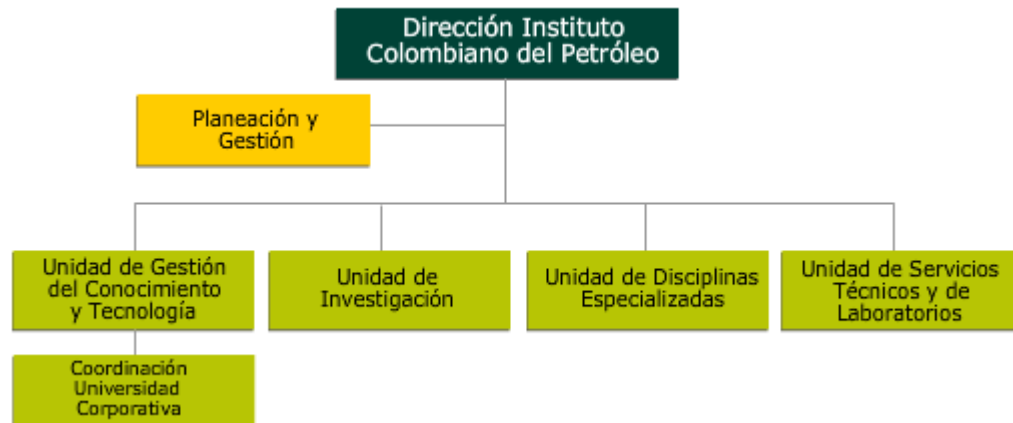 Dirección Instituto
Colombiano del Petróleo
Planeación y
Gestión
Unidad de Gestión
del Conocimiento
y Tecnología
Unidad de
Investigación
Unidad de Disciplinas
Especializadas
Unidad de Servicios
Técnicos y de
Laboratorios
Coordinación
Universidad
Corporativa